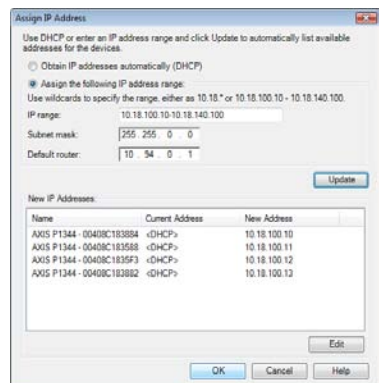 Assign IP Address
Use DHCP or enter an IP address range and click Update to automatically list available
addresses for the devices.
Obtain IP addresses automatically (DHCP)
Assign the following IP address range:
Use wildcards to specify the range, either as 10.18.* or 10.18.100.10 - 10.18.140.100.
IP range: 10.18.100.10-10.18.140.100
Subnet mask: 255 . 255 . 0 . 0
Default router: 10 . 94 . 0 . 1
Update
New IP Addresses:
Name Current Address New Address
AXIS P1344 - 00408C183884 <DHCP> 10.18.100.10
AXIS P1344 - 00408C183588 <DHCP> 10.18.100.11
AXIS P1344 - 00408C1835F3 <DHCP> 10.18.100.12
AXIS P1344 - 00408C183882 <DHCP> 10.18.100.13
Edit
OK Cancel Help